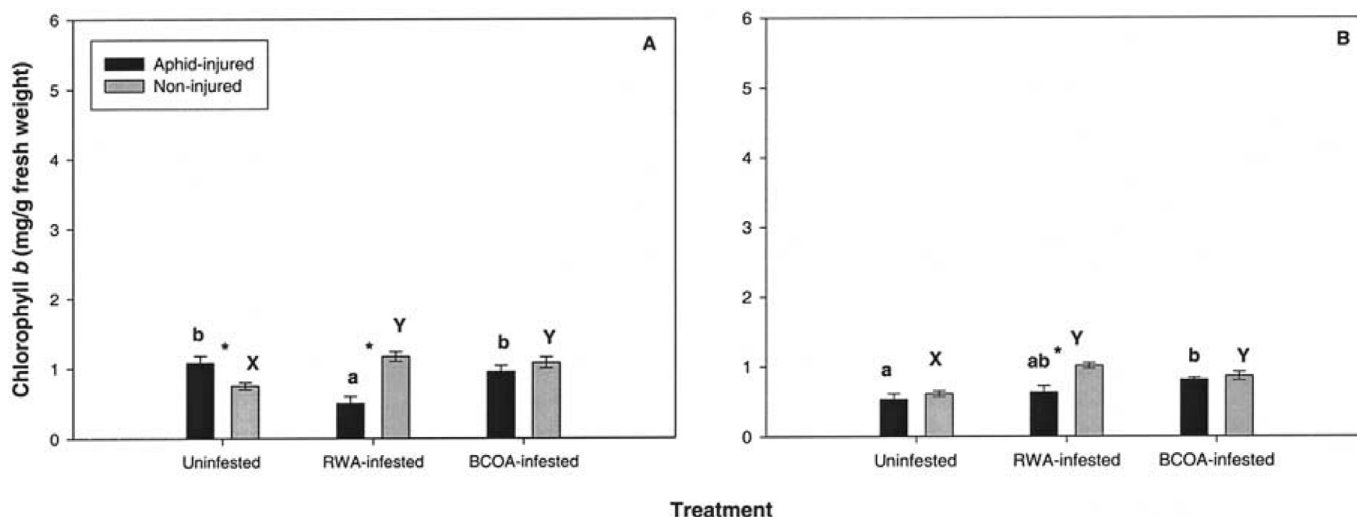 A
Aphid-injured
Non-injured
Chlorophyll b (mg/g fresh weight)
6
5
4
3
2
1
0
b
*
X
*
Y
a
b
Y
Uninfested
RWA-infested
BCOA-infested
B
6
5
4
3
2
1
0
a
X
ab
*
Y
b
Y
Uninfested
RWA-infested
BCOA-infested
Treatment